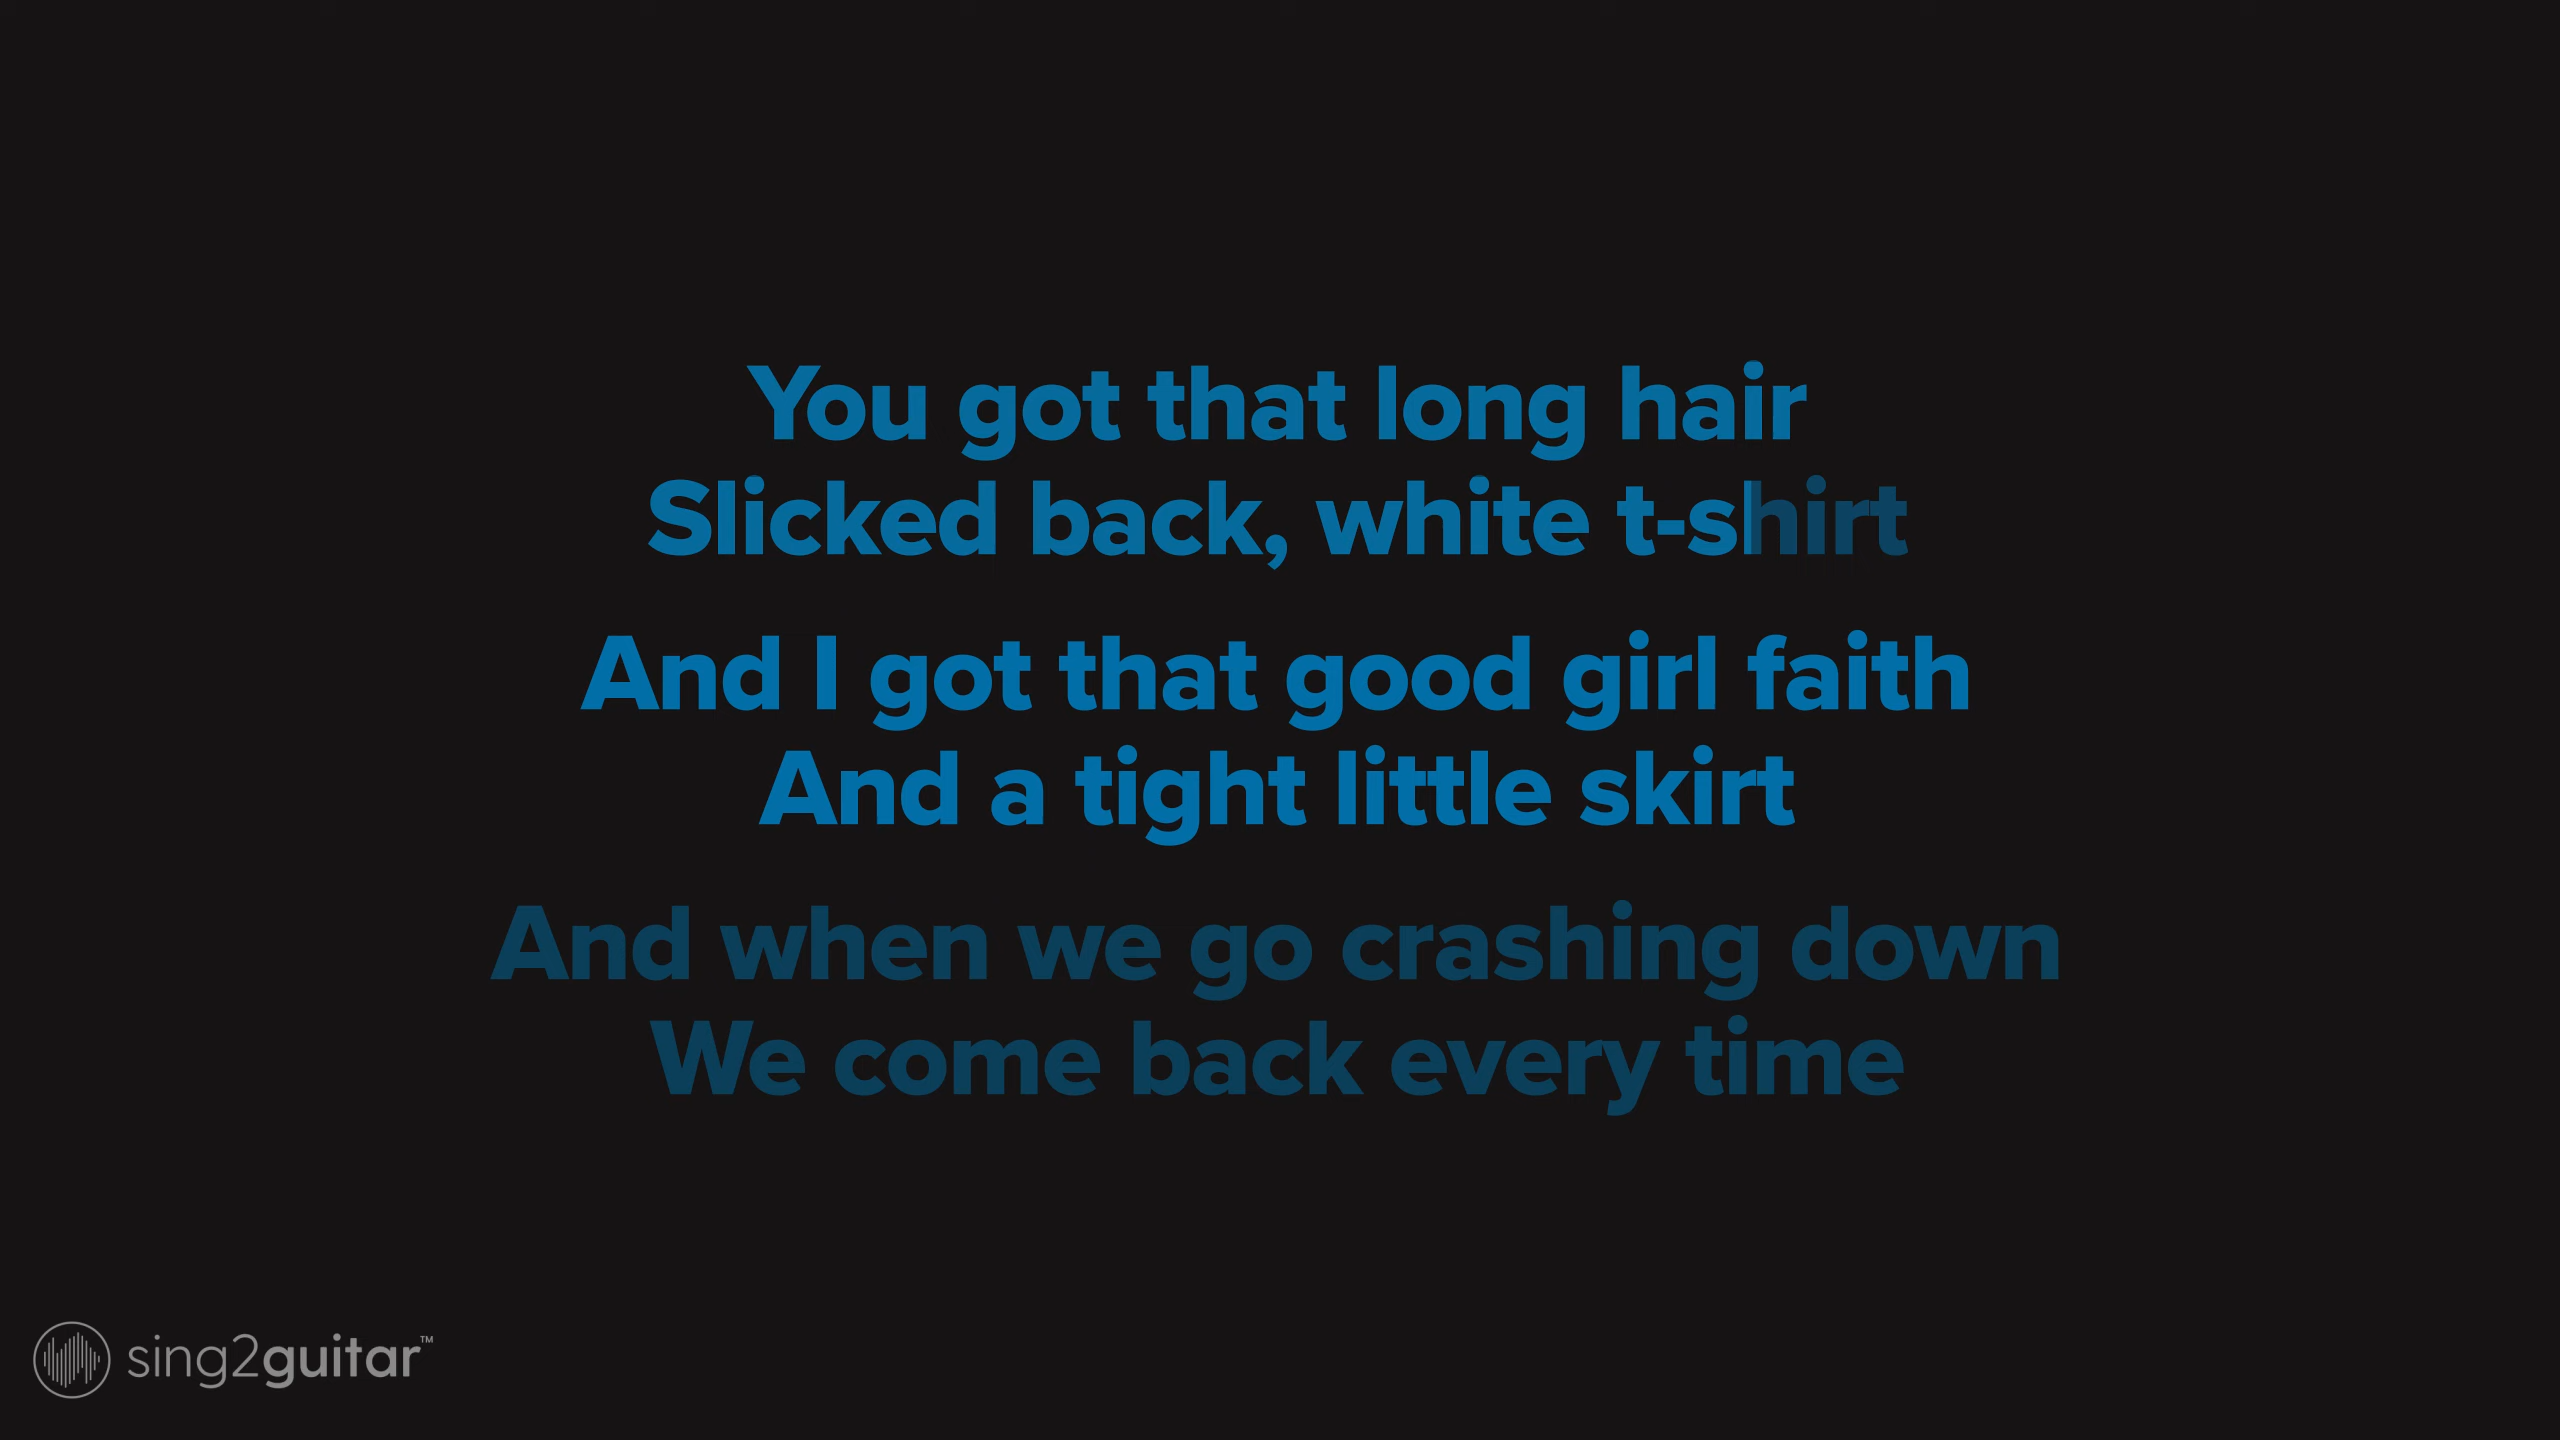 You got that long hair
Slicked back, white t-shirt
And I got that good girl faith
And a tight little skirt
And when we go crashing down
We come back every time
sing2guitar™